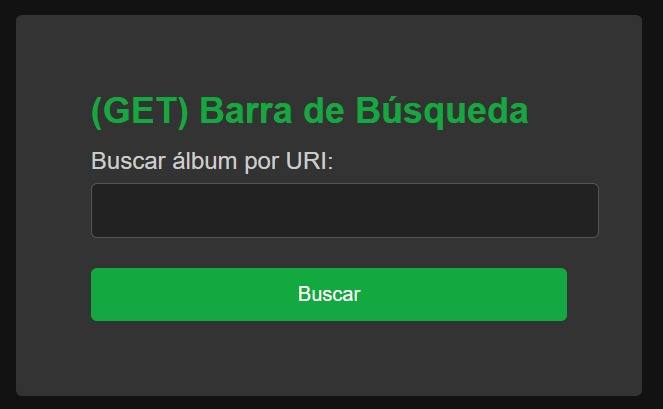 (GET) Barra de Búsqueda
Buscar álbum por URI:
Buscar